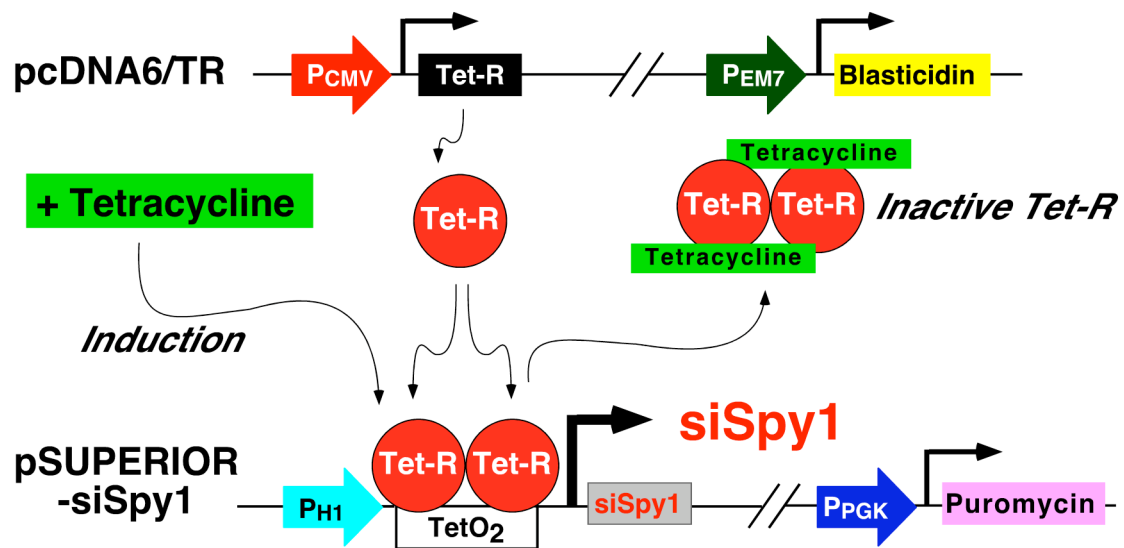 pcDNA6/TR
PCMV
Tet-R
PEM7
Blasticidin
+ Tetracycline
Tet-R
Tetracycline
Tet-R
Tet-R
Inactive Tet-R
Tetracycline
Induction
siSpy1
pSUPERIOR
-siSpy1
PH1
Tet-R
Tet-R
TetO2
siSpy1
PPGK
Puromycin